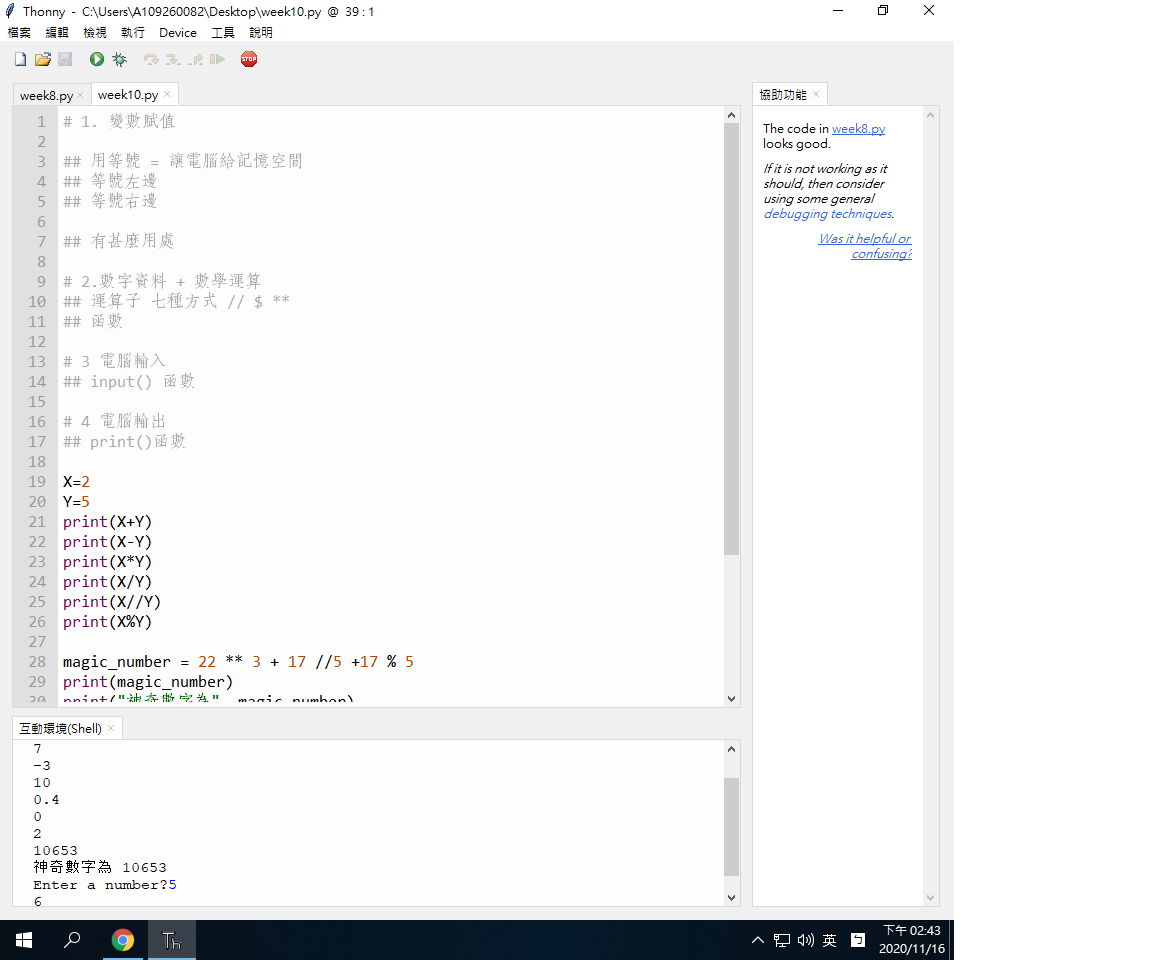 Thonny - C:\Users\A109260082\Desktop\week10.py @ 39 : 1
檔案 編輯 檢視 執行 Device 工具 說明
STOP
week8.py × week10.py ×
1 # 1. 變數賦值
2
3 ## 用等號 = 讓電腦給記憶空間
4 ## 等號左邊
5 ## 等號右邊
6
7 ## 有甚麼用處
8
9 # 2.數字資料 + 數學運算
10 ## 運算子 七種方式 // $ **
11 ## 函數
12
13 # 3 電腦輸入
14 ## input() 函數
15
16 # 4 電腦輸出
17 ## print()函數
18
19 X=2
20 Y=5
21 print(X+Y)
22 print(X-Y)
23 print(X*Y)
24 print(X/Y)
25 print(X//Y)
26 print(X%Y)
27
28 magic_number = 22 ** 3 + 17 //5 +17 % 5
29 print(magic_number)
30 print("神奇數字為", magic_number)
互動環境(Shell) ×
7
-3
10
0.4
0
2
10653
神奇數字為 10653
Enter a number?5
6
協助功能 ×
The code in week8.py
looks good.
If it is not working as it
should, then consider
using some general
debugging techniques.
Was it helpful or
confusing?
Th
英
下午 02:43
2020/11/16